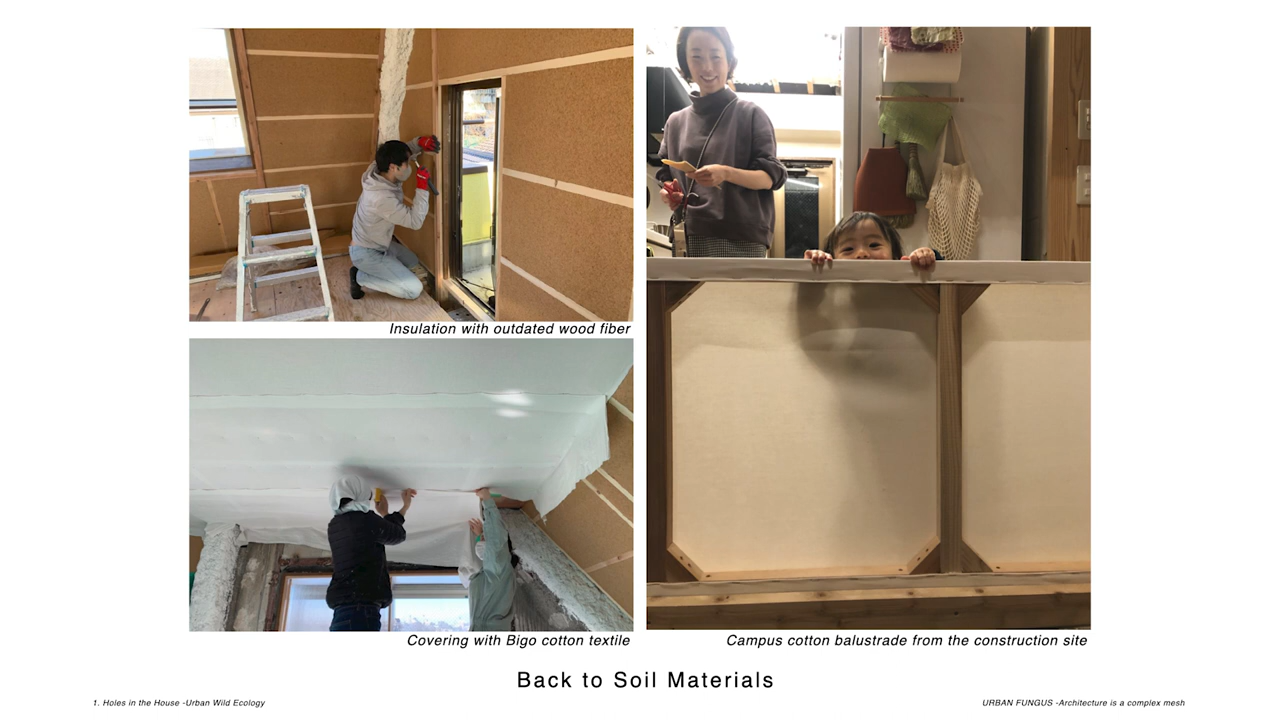 Insulation with outdated wood fiber
Covering with Bigo cotton textile
Campus cotton balustrade from the construction site
Back to Soil Materials
1. Holes in the House -Urban Wild Ecology
URBAN FUNGUS -Architecture is a complex mesh